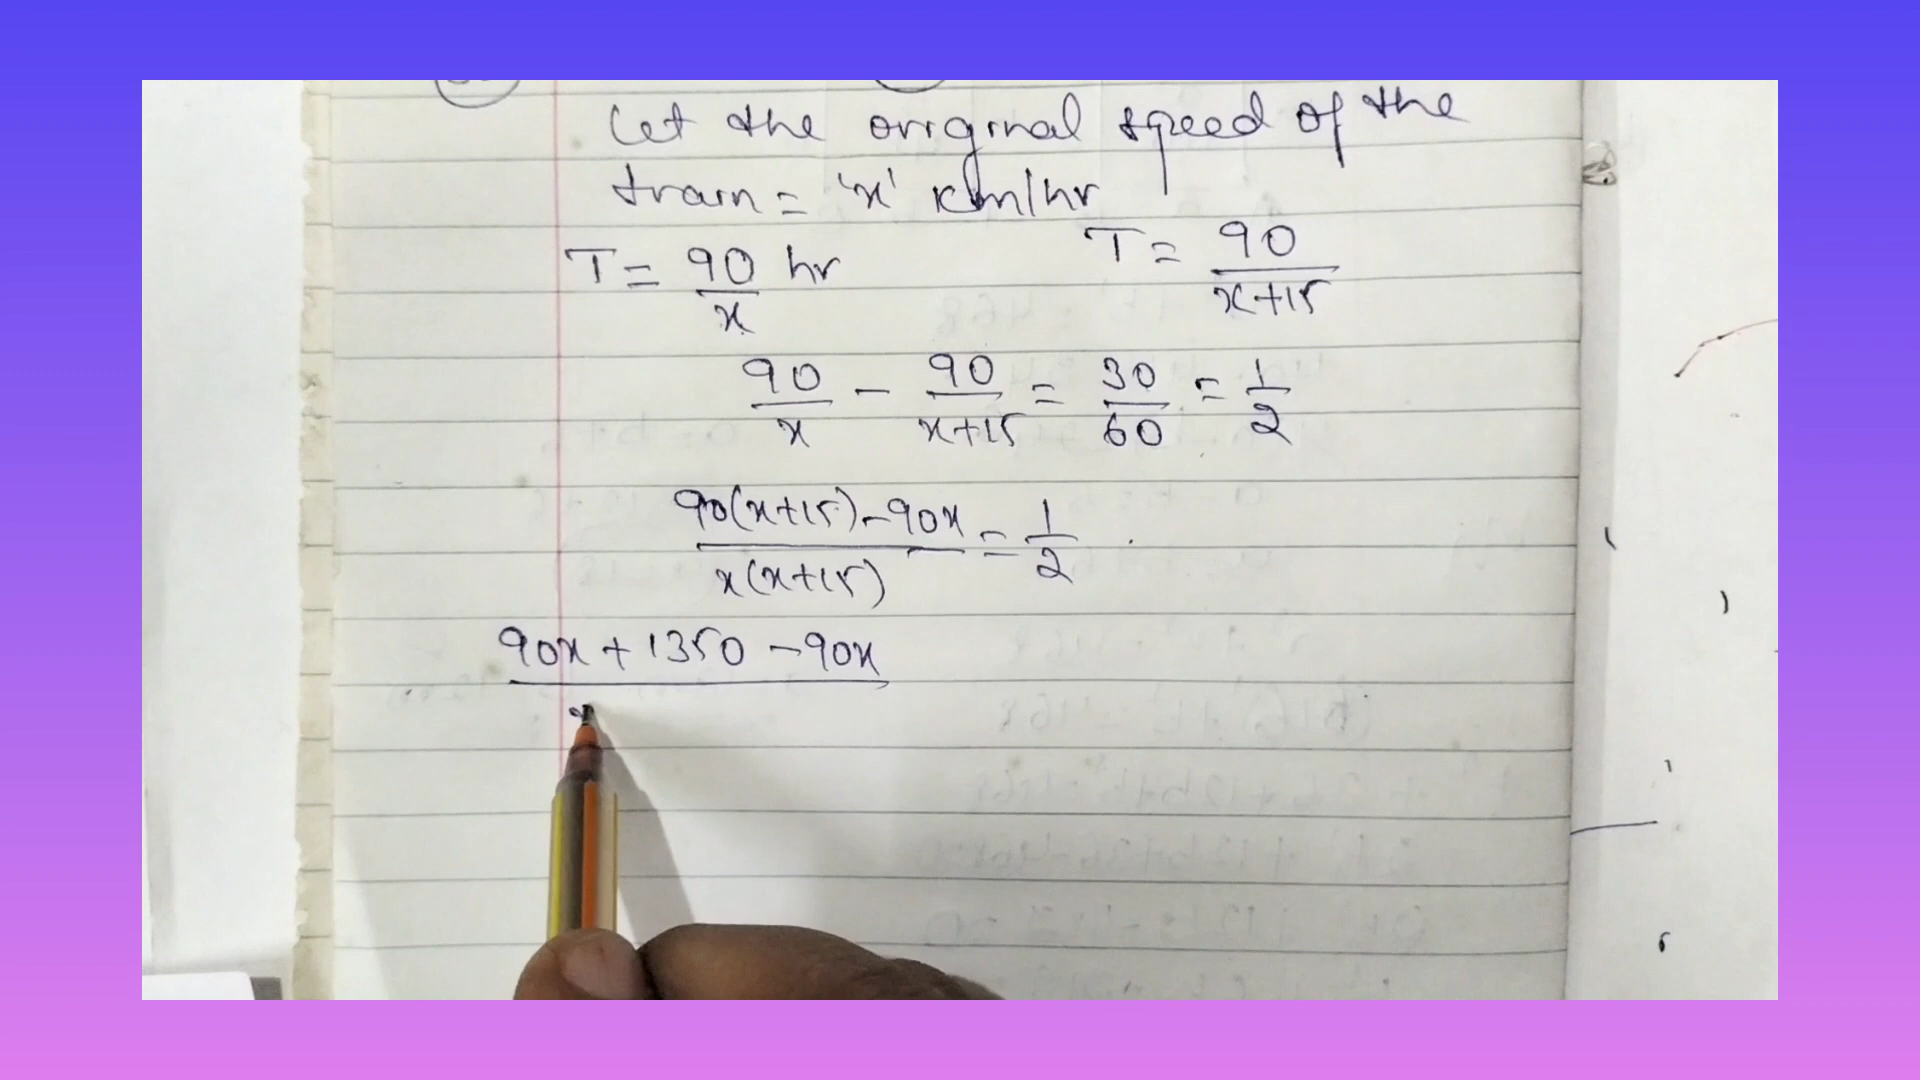 Let the original speed of the
train = 'x' km/hr
T = 90/x hr T = 90/x+15
90/x - 90/x+15 = 30/60 = 1/2
90(x+15)-90x/x(x+15) = 1/2
90x + 1350 - 90x